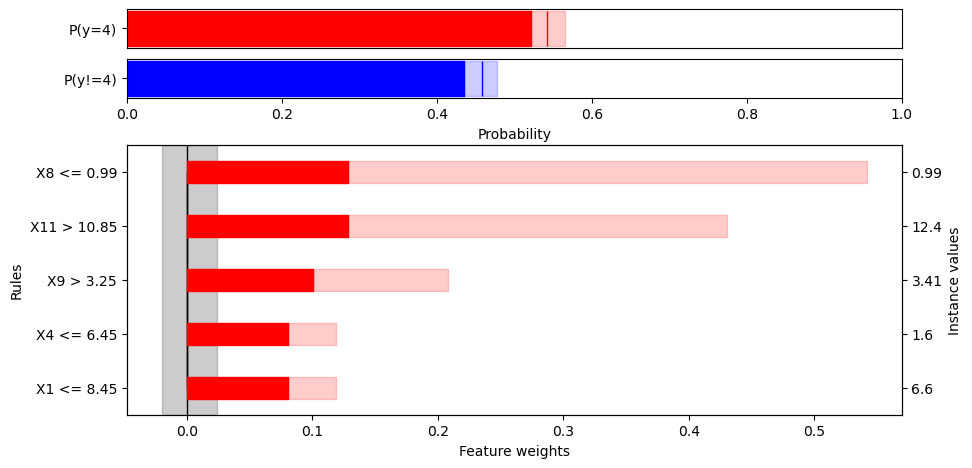 P(y=4)
P(y!=4)
0.0 0.2 0.4 0.6 0.8 1.0
Probability
X8 <= 0.99 0.99
X11 > 10.85 12.4
X9 > 3.25 3.41
X4 <= 6.45 1.6
X1 <= 8.45 6.6
Rules
Instance values
0.0 0.1 0.2 0.3 0.4 0.5
Feature weights